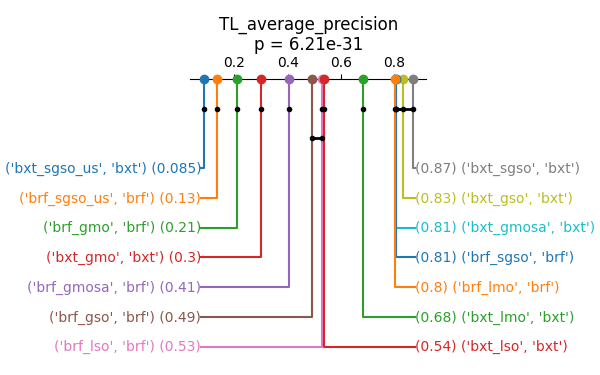 TL_average_precision
p = 6.21e-31
0.2 0.4 0.6 0.8
('bxt_sgso_us', 'bxt') (0.085) (0.87) ('bxt_sgso', 'bxt')
('brf_sgso_us', 'brf') (0.13) (0.83) ('bxt_gso', 'bxt')
('brf_gmo', 'brf') (0.21) (0.81) ('bxt_gmosa', 'bxt')
('bxt_gmo', 'bxt') (0.3) (0.81) ('brf_sgso', 'brf')
('brf_gmosa', 'brf') (0.41) (0.8) ('brf_lmo', 'brf')
('brf_gso', 'brf') (0.49) (0.68) ('bxt_lmo', 'bxt')
('brf_lso', 'brf') (0.53) (0.54) ('bxt_lso', 'bxt')